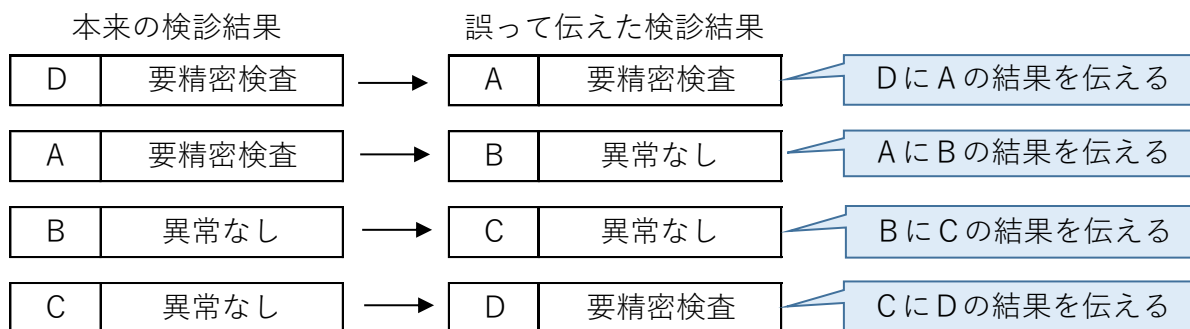 本来の検診結果 誤って伝えた検診結果
D 要精密検査 A 要精密検査 DにAの結果を伝える
A 要精密検査 B 異常なし AにBの結果を伝える
B 異常なし C 異常なし BにCの結果を伝える
C 異常なし D 要精密検査 CにDの結果を伝える